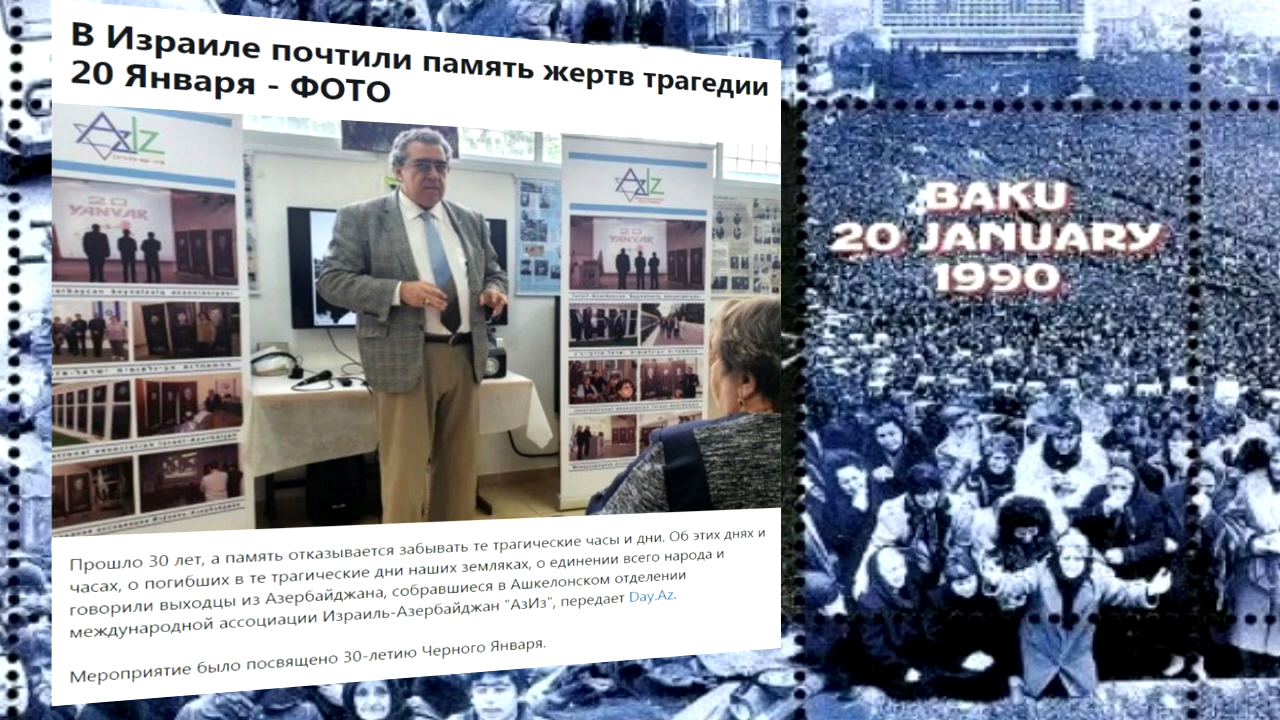 В Израиле почтили память жертв трагедии
20 Января - ФОТО
AzIz
20
YANVAR
AzIz
20
YANVAR
Прошло 30 лет, а память отказывается забывать те трагические часы и дни. Об этих днях и
часах, о погибших в те трагические дни наших земляках, о единении всего народа и
говорили выходцы из Азербайджана, собравшиеся в Ашкелонском отделении
международной ассоциации Израиль-Азербайджан "АзИз", передает Day.Az.
Мероприятие было посвящено 30-летию Черного Января.
BAKU
20 JANUARY
1990